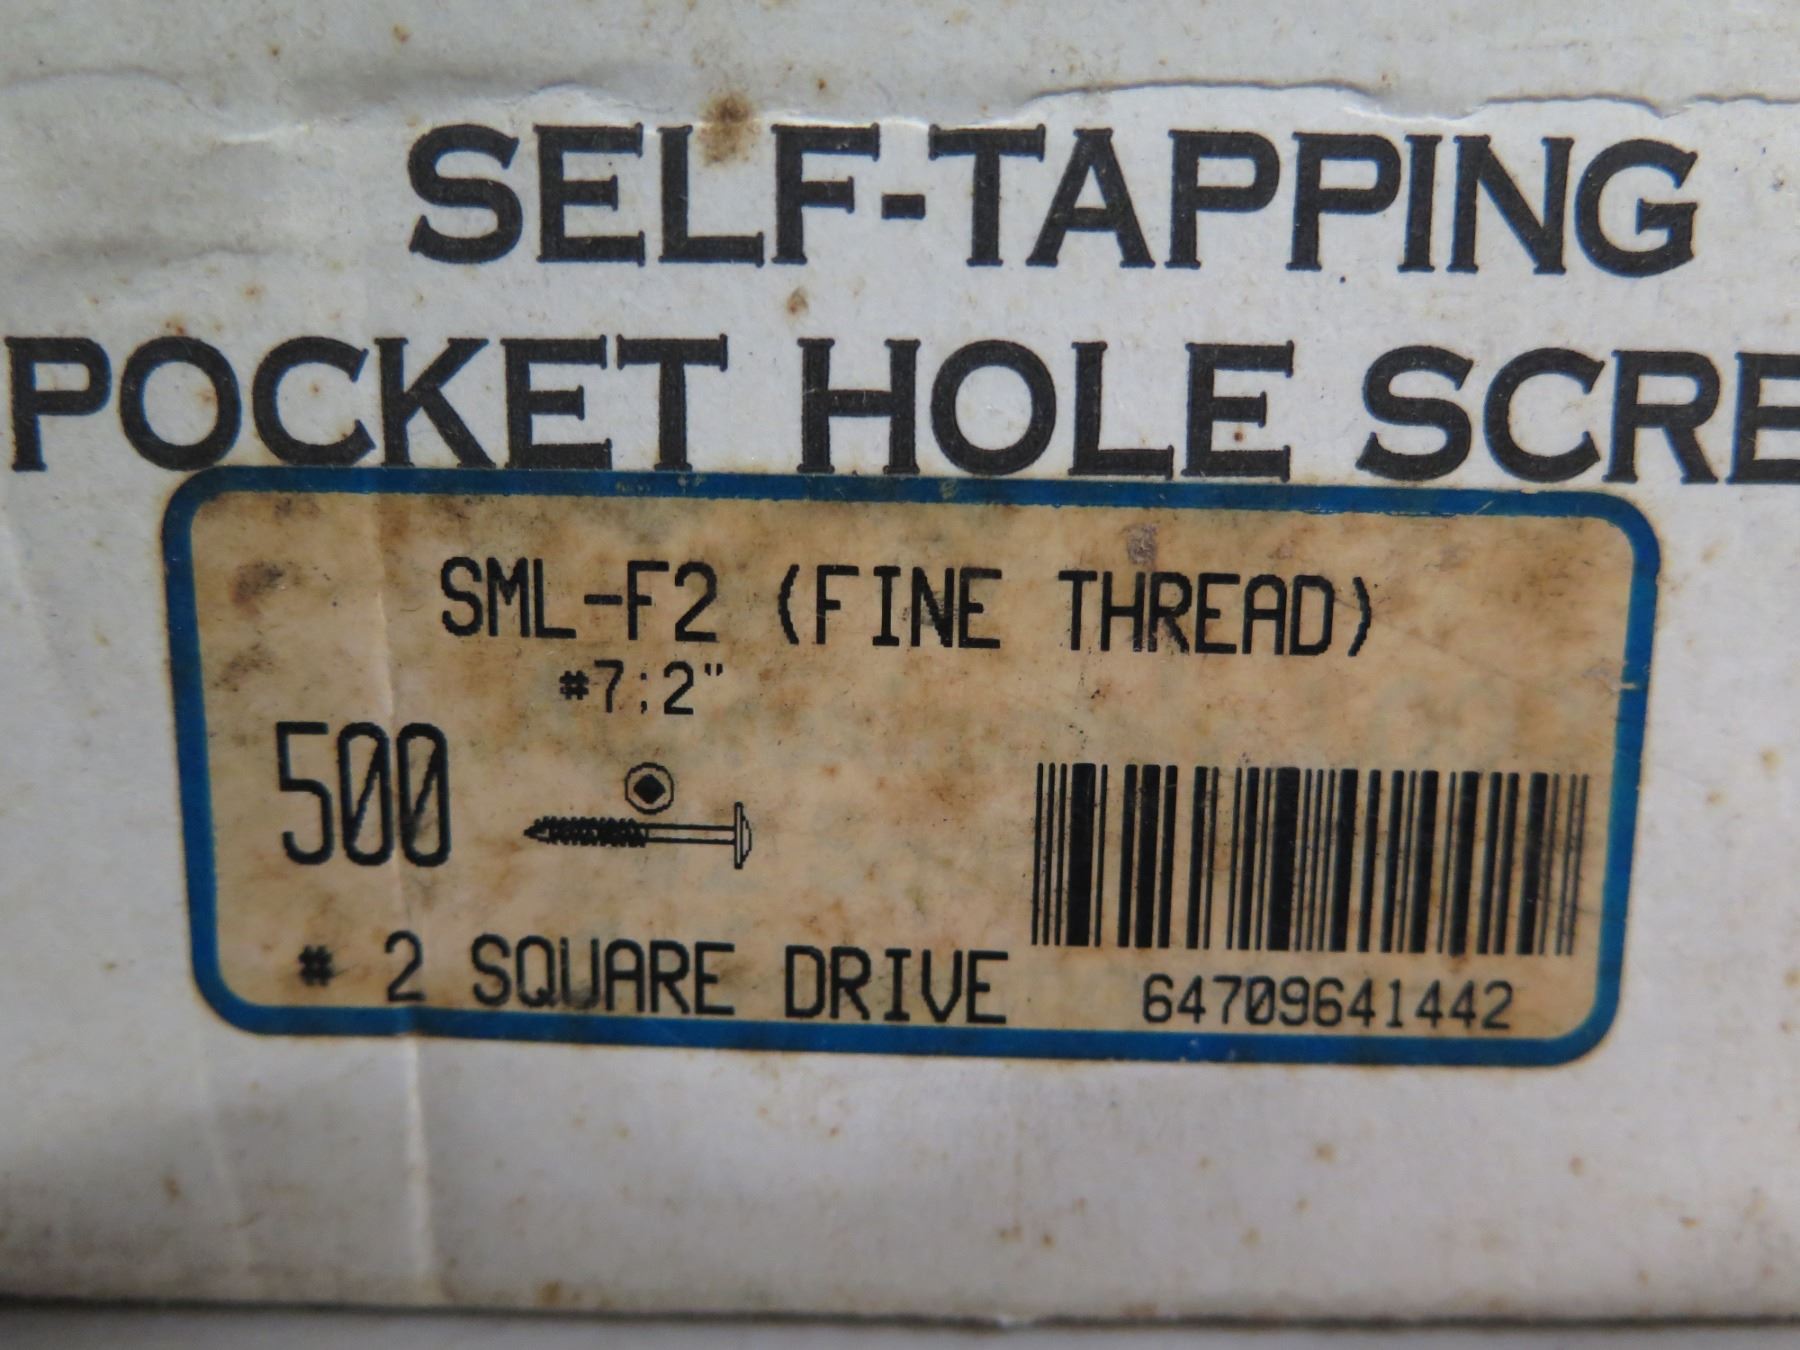 SELF-TAPPING
POCKET HOLE SCRE
SML-F2 (FINE THREAD)
#7;2"
500
# 2 SQUARE DRIVE
64709641442